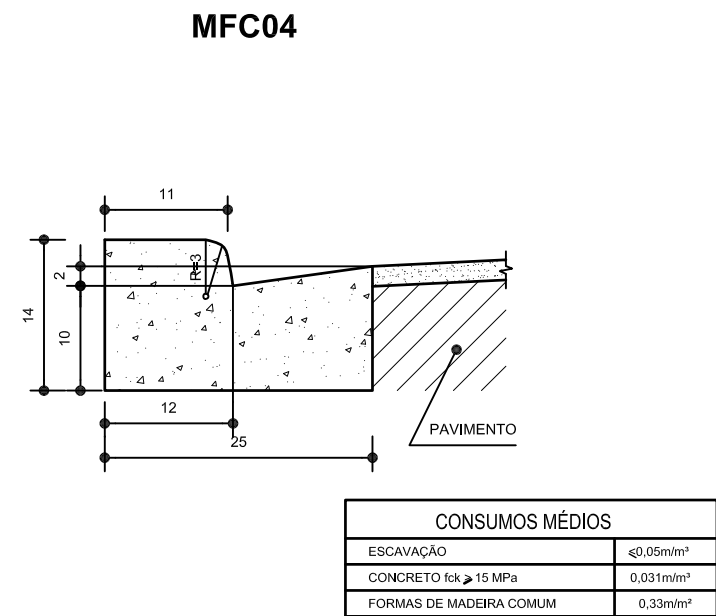 MFC04
11
R=3
2
14
10
12
25
PAVIMENTO
CONSUMOS MÉDIOS
ESCAVAÇÃO ⩽0,05m/m³
CONCRETO fck ⩾ 15 MPa 0,031m/m³
FORMAS DE MADEIRA COMUM 0,33m/m²